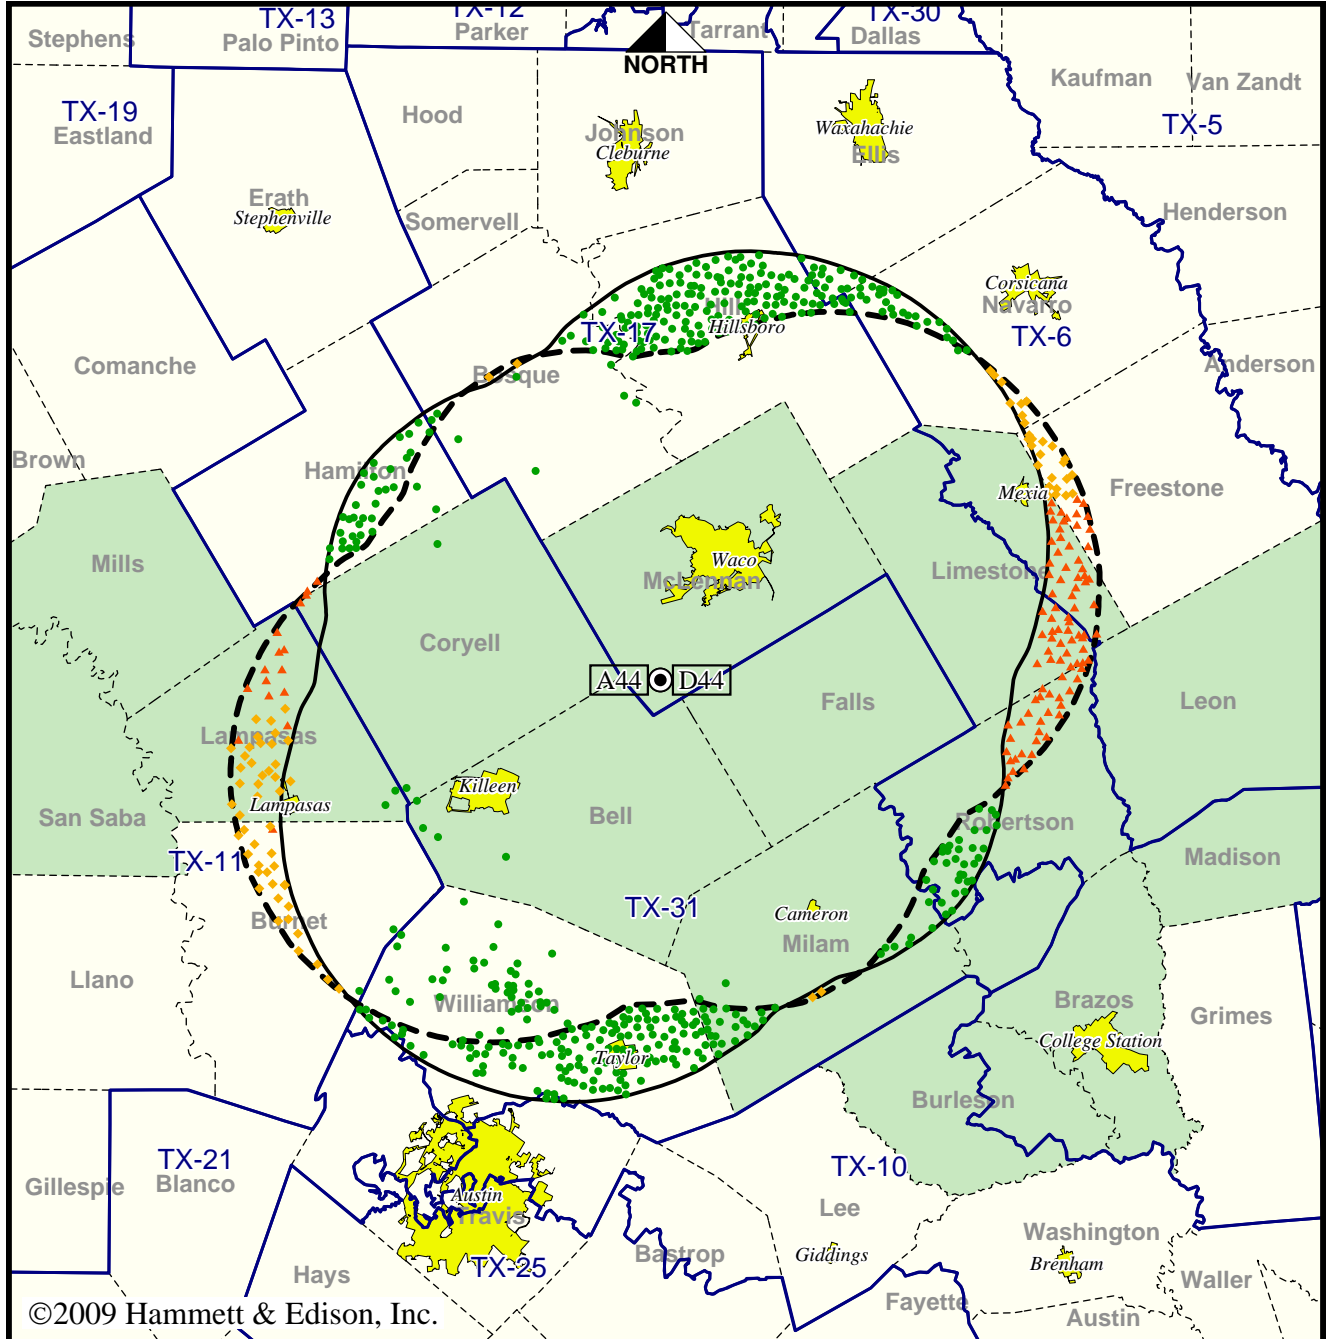 TX-13
TX-12
TX-30
Stephens
Palo Pinto
Parker
Tarrant
Dallas
NORTH
Kaufman
Van Zandt
TX-19
Eastland
Hood
Johnson
Cleburne
Waxahachie
Ellis
TX-5
Erath
Stephenville
Somervell
Henderson
Corsicana
Navarro
TX-6
Hill
Hillsboro
TX-17
Comanche
Bosque
Anderson
Brown
Hamilton
Mexia
Freestone
Mills
Waco
McLennan
Limestone
Coryell
A44
D44
Falls
Leon
Lampasas
Lampasas
Killeen
San Saba
Bell
Robertson
TX-11
Madison
Burnet
TX-31
Cameron
Milam
Llano
Williamson
Brazos
Grimes
College Station
Taylor
Burleson
TX-21
Blanco
Gillespie
TX-10
Austin
Travis
Lee
Washington
Bastrop
Giddings
Brenham
TX-25
Hays
Waller
Fayette
Austin
©2009 Hammett & Edison, Inc.